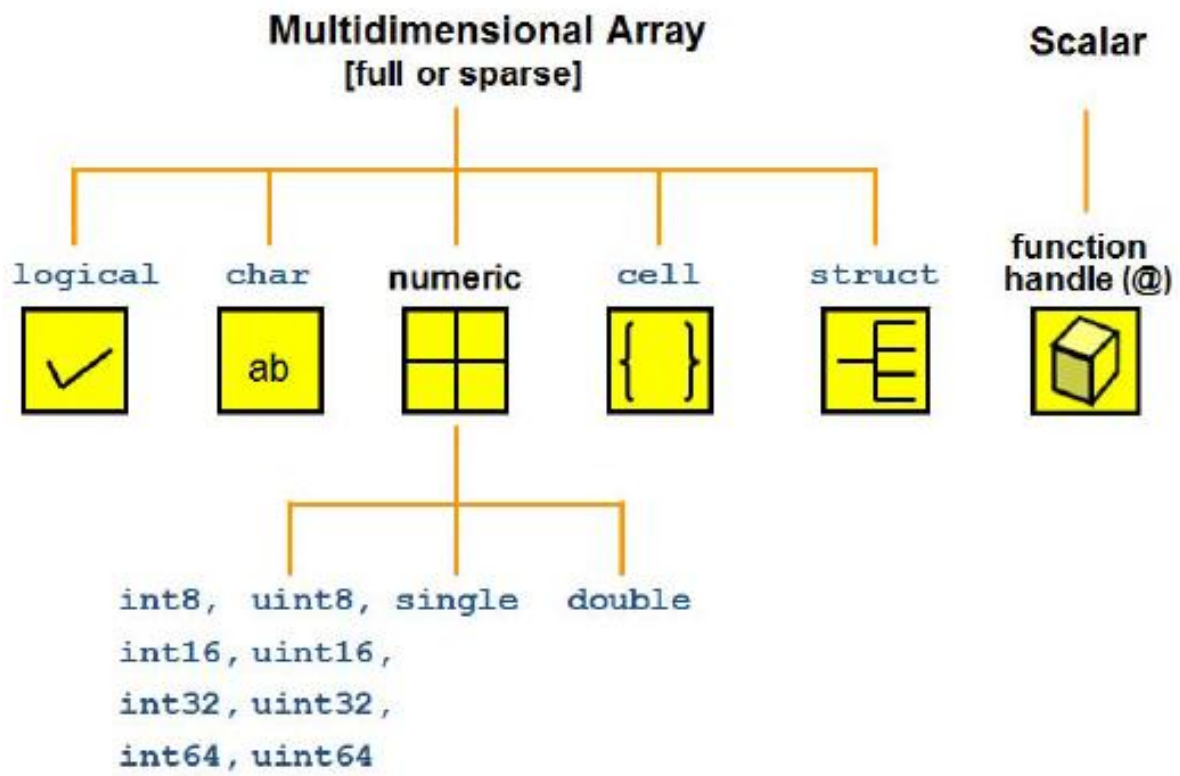 Multidimensional Array
[full or sparse]
Scalar
logical
char
numeric
cell
struct
function
handle (@)
ab
{ }
int8, uint8, single double
int16, uint16,
int32, uint32,
int64, uint64